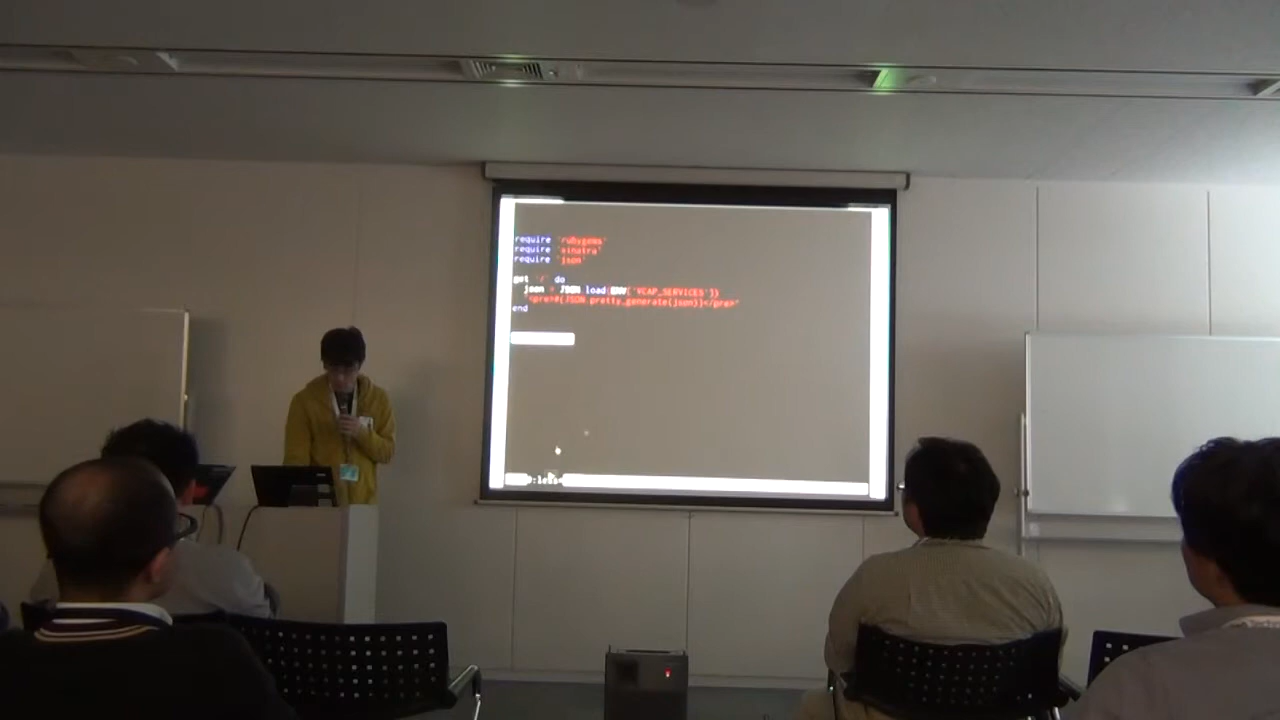 require 'rubygems'
require 'sinatra'
require 'json'
get '/' do
json = JSON.load(ENV['VCAP_SERVICES'])
"<pre>#{JSON.pretty_generate(json)}</pre>"
end